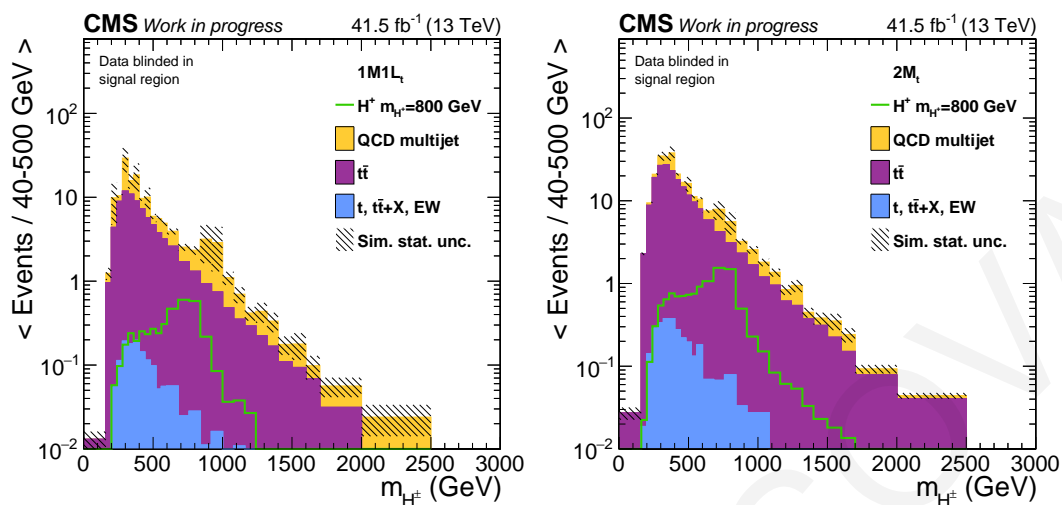 CMS Work in progress 41.5 fb⁻¹ (13 TeV)
Data blinded in
signal region
1M1Lₜ
H⁺ m_H⁺=800 GeV
QCD multijet
tt̄
t, tt̄+X, EW
Sim. stat. unc.
< Events / 40-500 GeV >
10²
10
1
10⁻¹
10⁻²
0 500 1000 1500 2000 2500 3000
m_H± (GeV)
CMS Work in progress 41.5 fb⁻¹ (13 TeV)
Data blinded in
signal region
2Mₜ
H⁺ m_H⁺=800 GeV
QCD multijet
tt̄
t, tt̄+X, EW
Sim. stat. unc.
< Events / 40-500 GeV >
10²
10
1
10⁻¹
10⁻²
0 500 1000 1500 2000 2500 3000
m_H± (GeV)